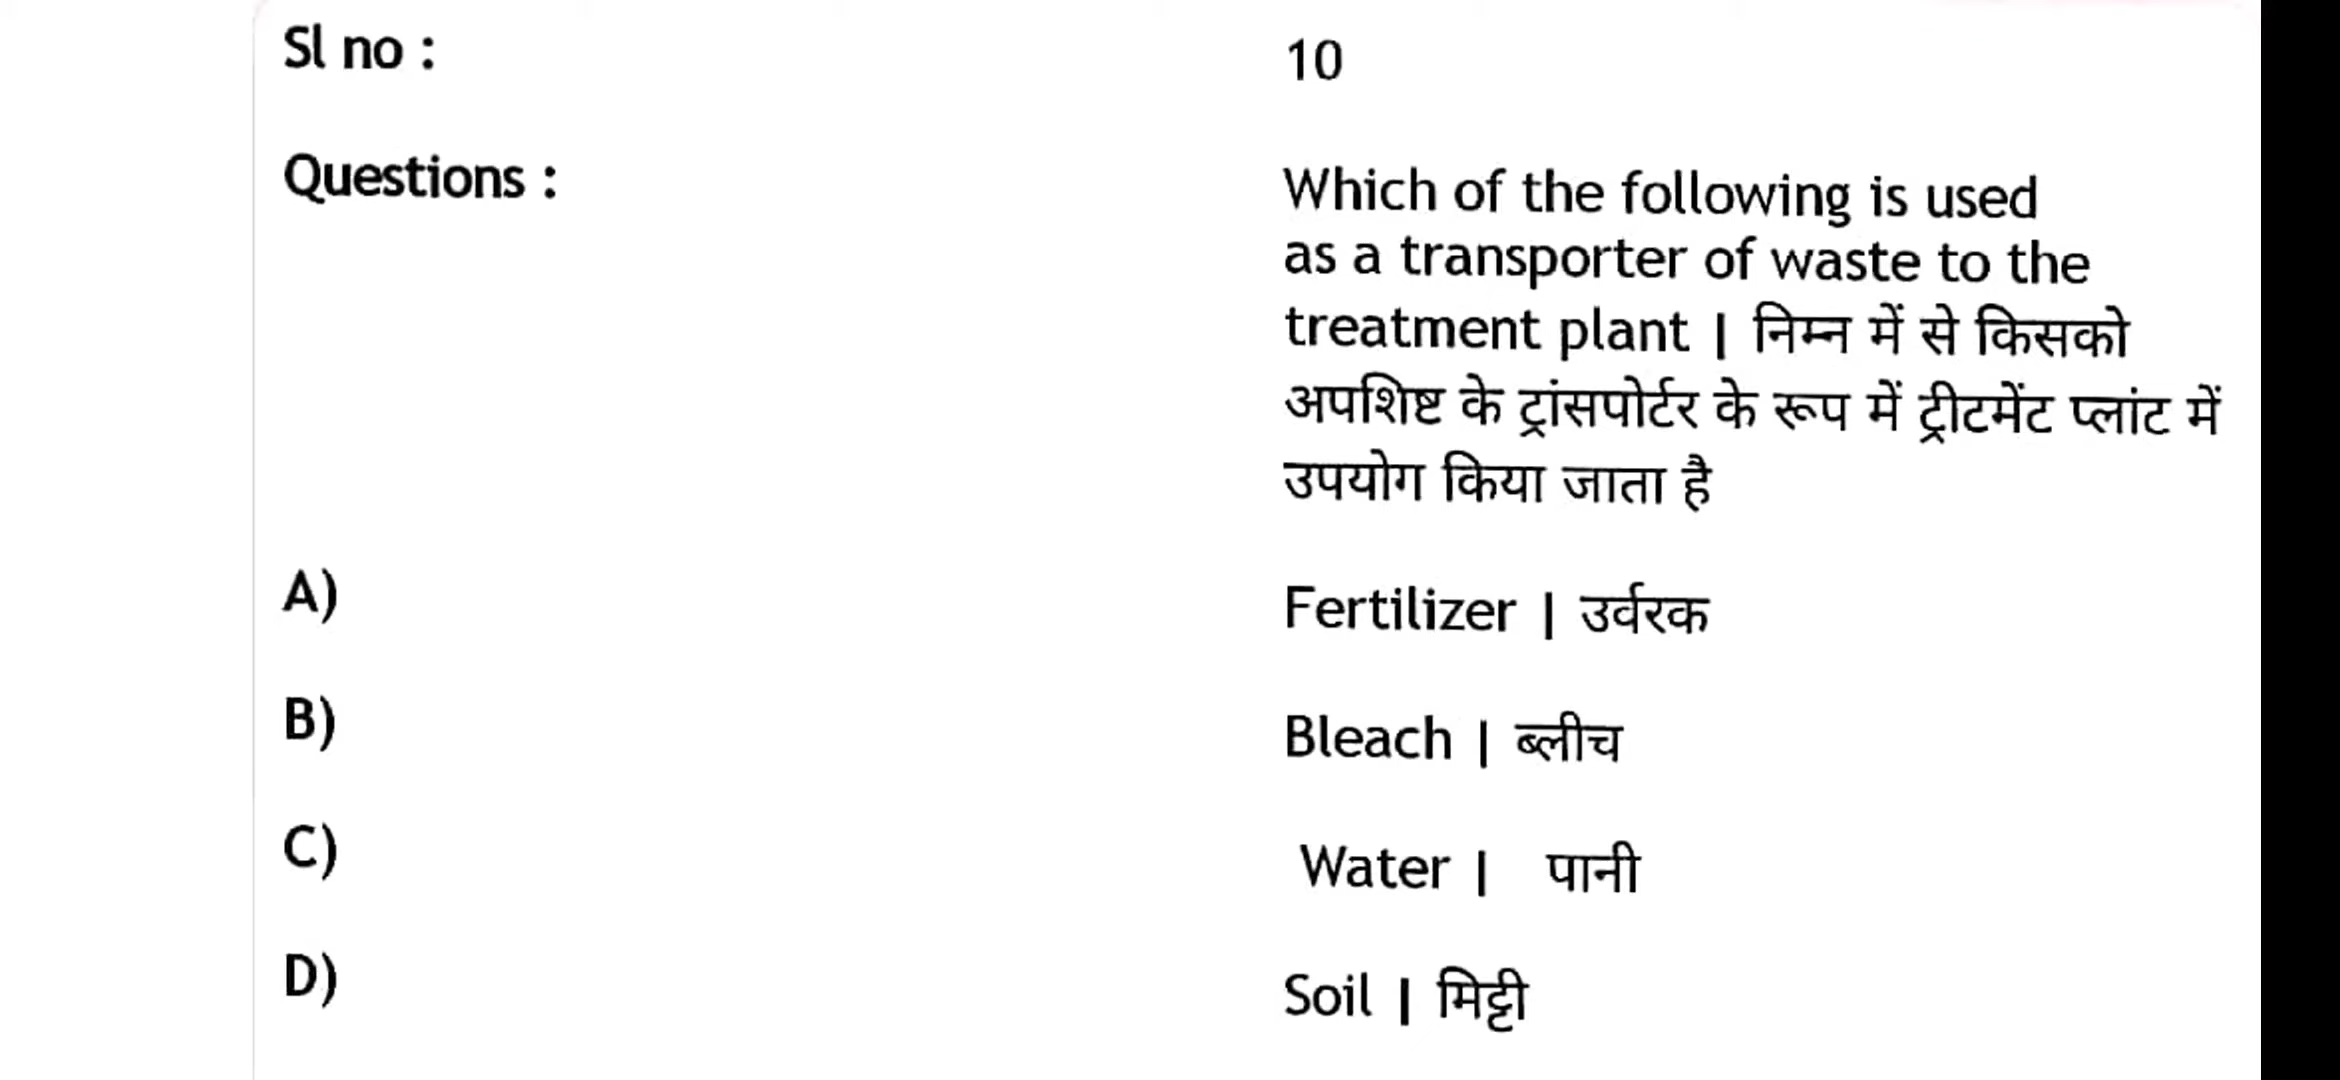 Sl no :
10
Questions :
Which of the following is used
as a transporter of waste to the
treatment plant | निम्न में से किसको
अपशिष्ट के ट्रांसपोर्टर के रूप में ट्रीटमेंट प्लांट में
उपयोग किया जाता है
A)
Fertilizer | उर्वरक
B)
Bleach | ब्लीच
C)
Water | पानी
D)
Soil | मिट्टी